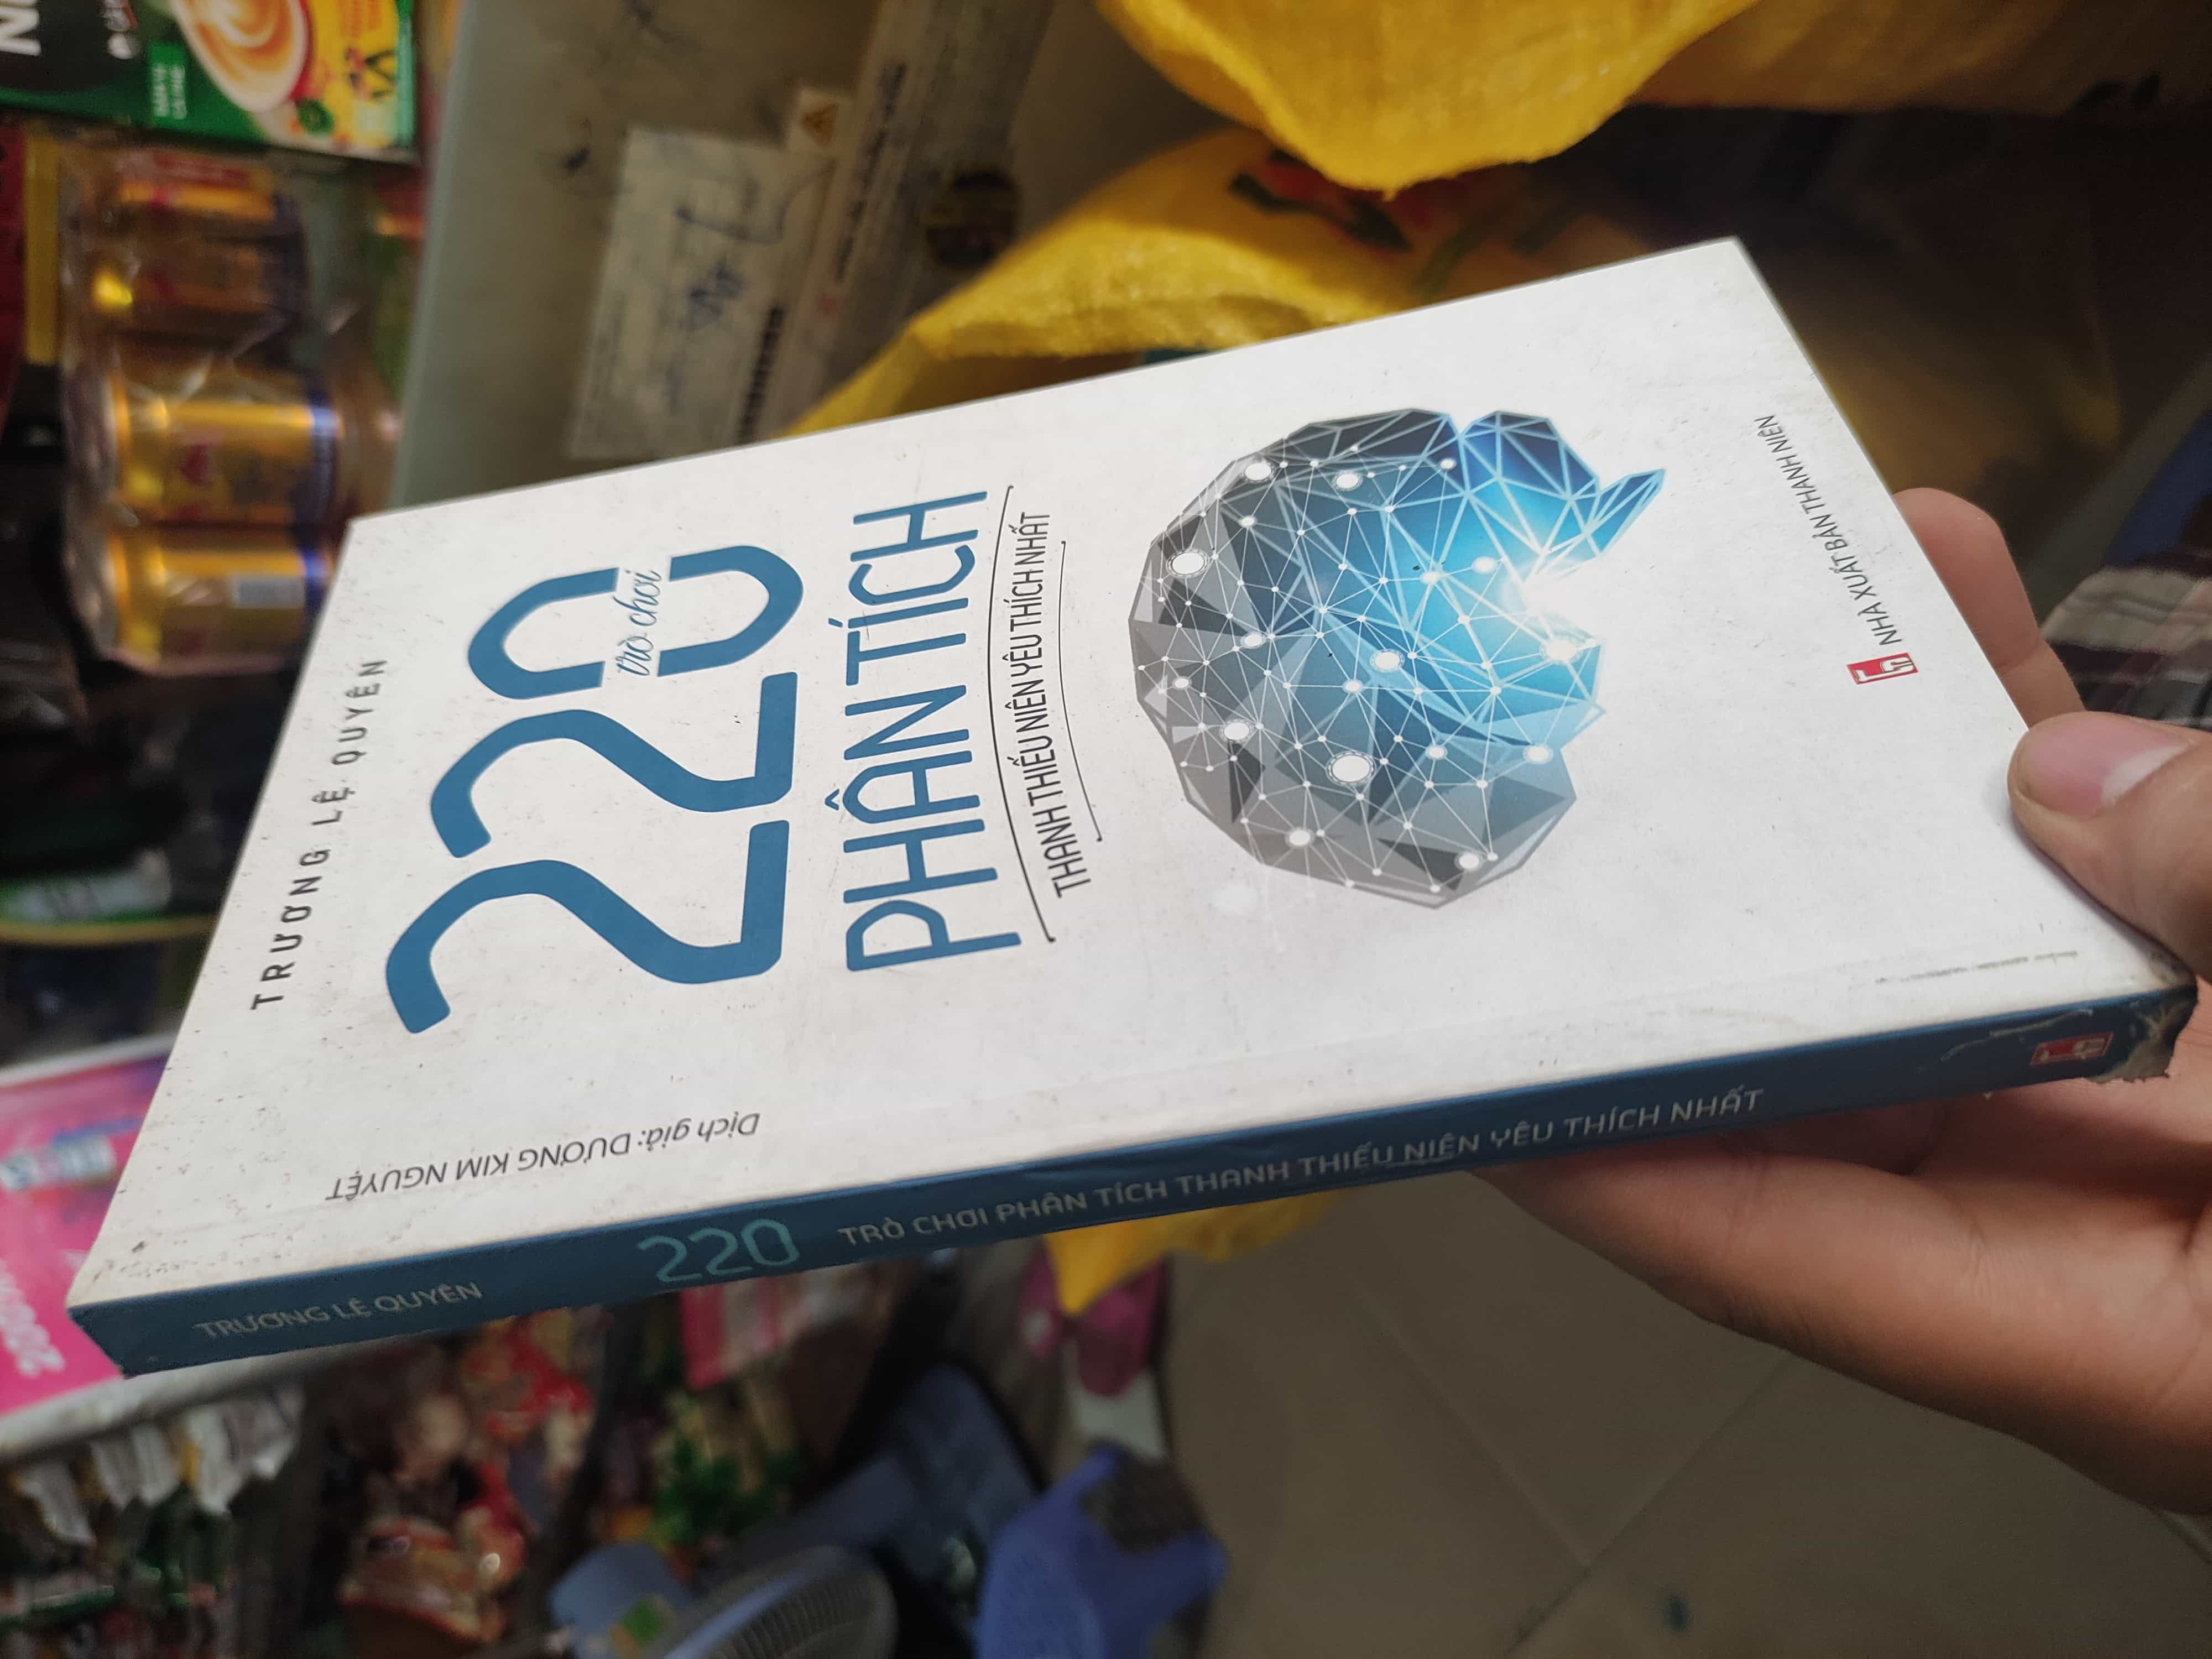 TRƯƠNG LỆ QUYÊN
220
trò chơi
PHÂN TÍCH
THANH THIẾU NIÊN YÊU THÍCH NHẤT
Dịch giả: DƯƠNG KIM NGUYỆT
NHÀ XUẤT BẢN THANH NIÊN
TRƯƠNG LỆ QUYÊN
220
TRÒ CHƠI PHÂN TÍCH THANH THIẾU NIÊN YÊU THÍCH NHẤT